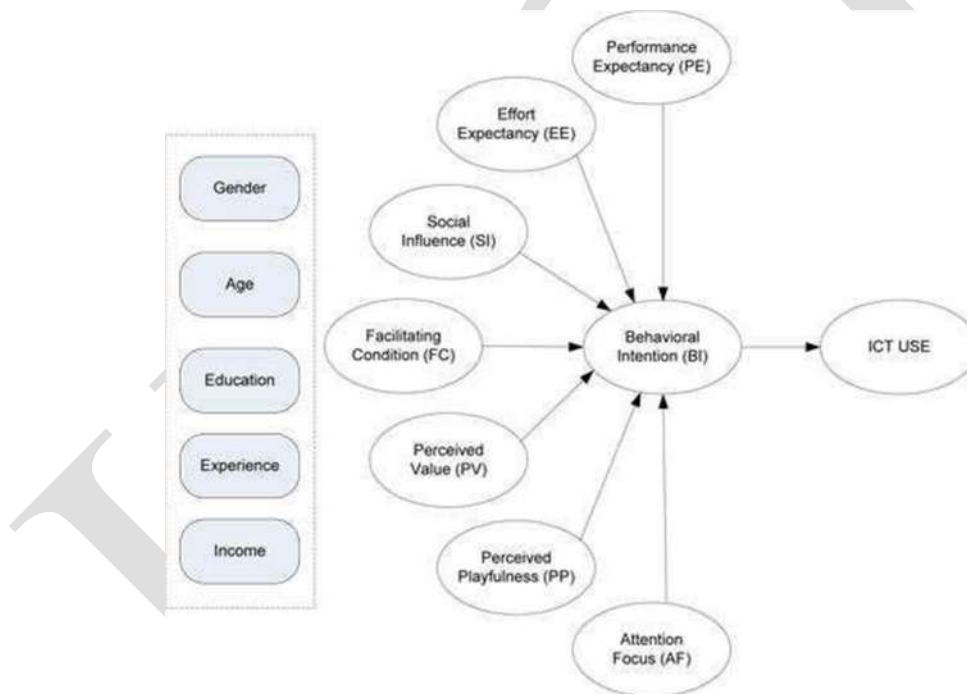 Performance
Expectancy (PE)
Effort
Expectancy (EE)
Gender
Social
Influence (SI)
Age
Facilitating
Condition (FC)
Behavioral
Intention (BI)
ICT USE
Education
Perceived
Value (PV)
Experience
Perceived
Playfulness (PP)
Income
Attention
Focus (AF)